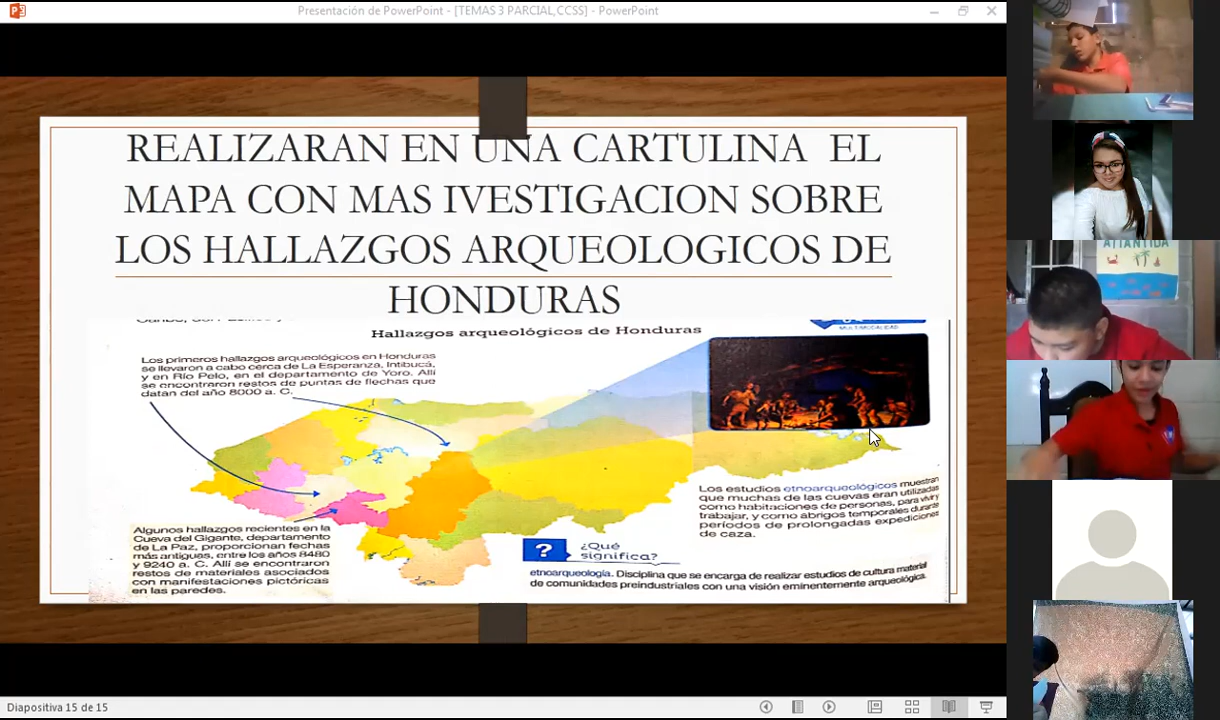 Presentación de PowerPoint - [TEMAS 3 PARCIAL,CCSS] - PowerPoint
REALIZARAN EN UNA CARTULINA EL
MAPA CON MAS IVESTIGACION SOBRE
LOS HALLAZGOS ARQUEOLOGICOS DE
HONDURAS
Hallazgos arqueológicos de Honduras
MULTIMODALIDAD
Los primeros hallazgos arqueológicos en Honduras
se llevaron a cabo cerca de La Esperanza, Intibucá,
y en Río Pelo, en el departamento de Yoro. Allí
se encontraron restos de puntas de flechas que
datan del año 8000 a. C.
Los estudios etnoarqueológicos muestran
que muchas de las cuevas eran utilizadas
como habitaciones de personas, para vivir y
trabajar, y como abrigos temporales durante
períodos de prolongadas expediciones
de caza.
Algunos hallazgos recientes en la
Cueva del Gigante, departamento
de La Paz, proporcionan fechas
más antiguas, entre los años 8480
y 9240 a. C. Allí se encontraron
restos de materiales asociados
con manifestaciones pictóricas
en las paredes.
? ¿Qué
significa?
etnoarqueología. Disciplina que se encarga de realizar estudios de cultura material
de comunidades preindustriales con una visión eminentemente arqueológica.
ATLANTIDA
Diapositiva 15 de 15